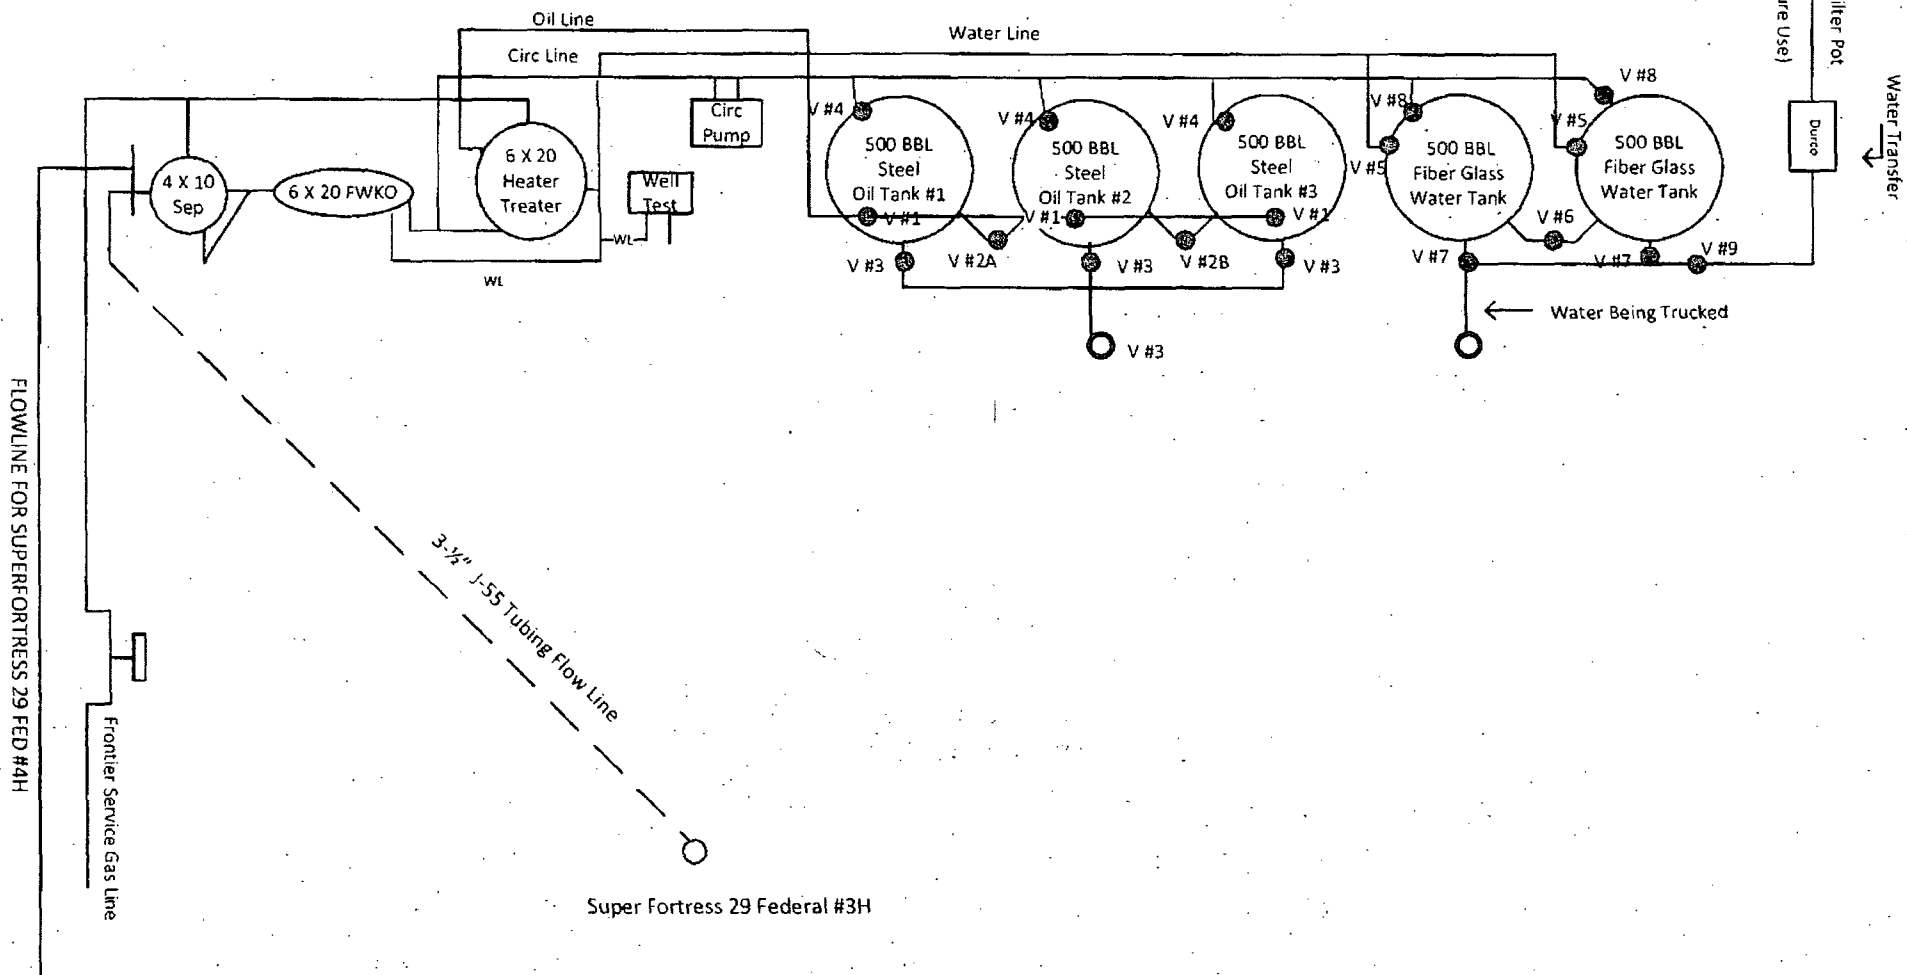 Oil Line
Water Line
Circ Line
ilter Pot
ure Use)
Water Transfer
Durco
V #8
V #8
V #4
V #4
V #4
V #5
V #5
Circ
Pump
500 BBL
Steel
Oil Tank #1
500 BBL
Steel
Oil Tank #2
500 BBL
Steel
Oil Tank #3
500 BBL
Fiber Glass
Water Tank
500 BBL
Fiber Glass
Water Tank
4 X 10
Sep
6 X 20 FWKO
6 X 20
Heater
Treater
Well
Test
WL
WL
V #1
V #1
V #1
V #6
V #3
V #2A
V #3
V #2B
V #3
V #7
V #7
V #9
Water Being Trucked
V #3
3-½" J-55 Tubing Flow Line
FLOWLINE FOR SUPERFORTRESS 29 FED #4H
Frontier Service Gas Line
Super Fortress 29 Federal #3H